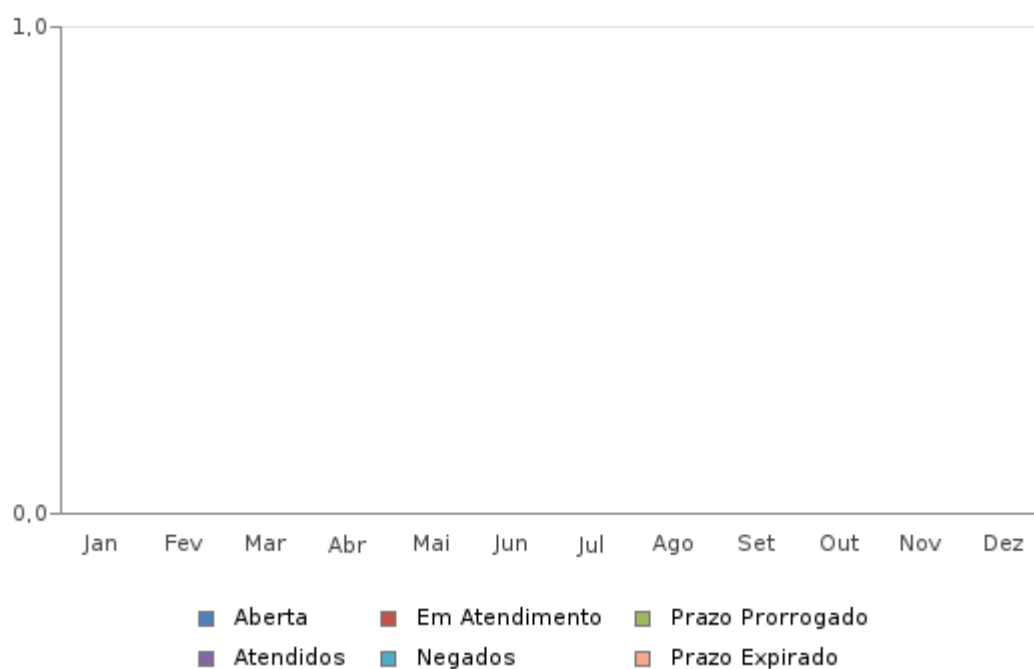 1,0
0,0
Jan Fev Mar Abr Mai Jun Jul Ago Set Out Nov Dez
Aberta Em Atendimento Prazo Prorrogado
Atendidos Negados Prazo Expirado